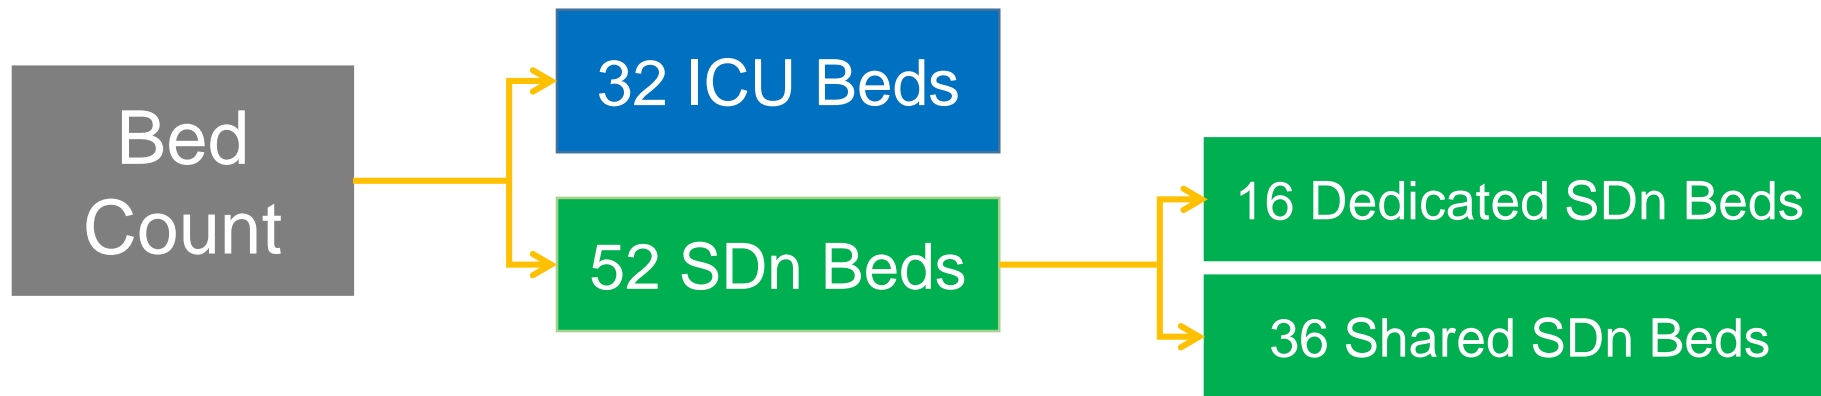 Bed
Count
32 ICU Beds
52 SDn Beds
16 Dedicated SDn Beds
36 Shared SDn Beds